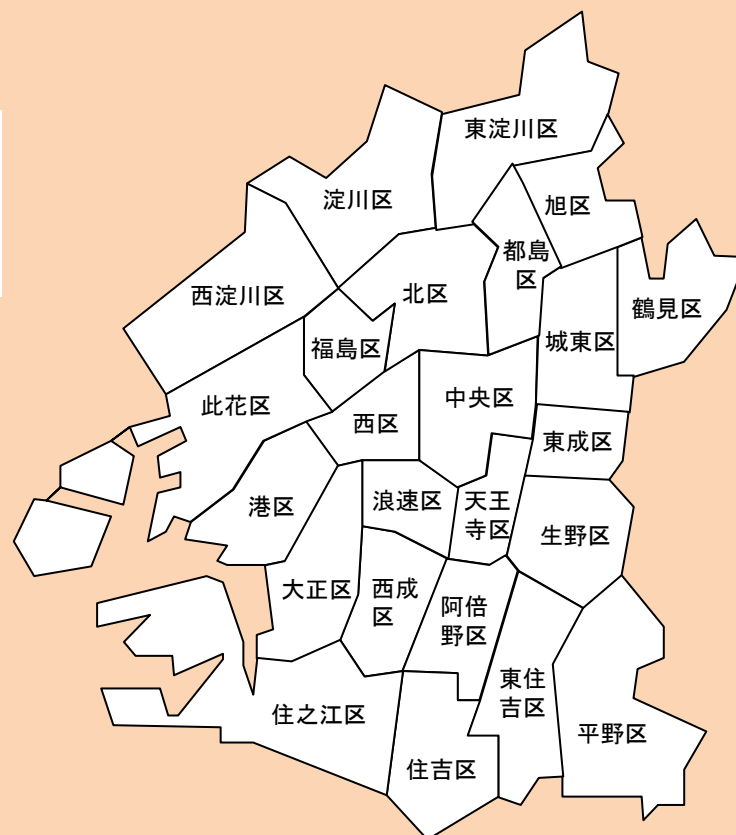 東淀川区
淀川区
旭区
都島
区
西淀川区
北区
鶴見区
福島区
城東区
此花区
中央区
西区
東成区
浪速区
天王
寺区
港区
生野区
大正区
西成
区
阿倍
野区
東住
吉区
住之江区
平野区
住吉区